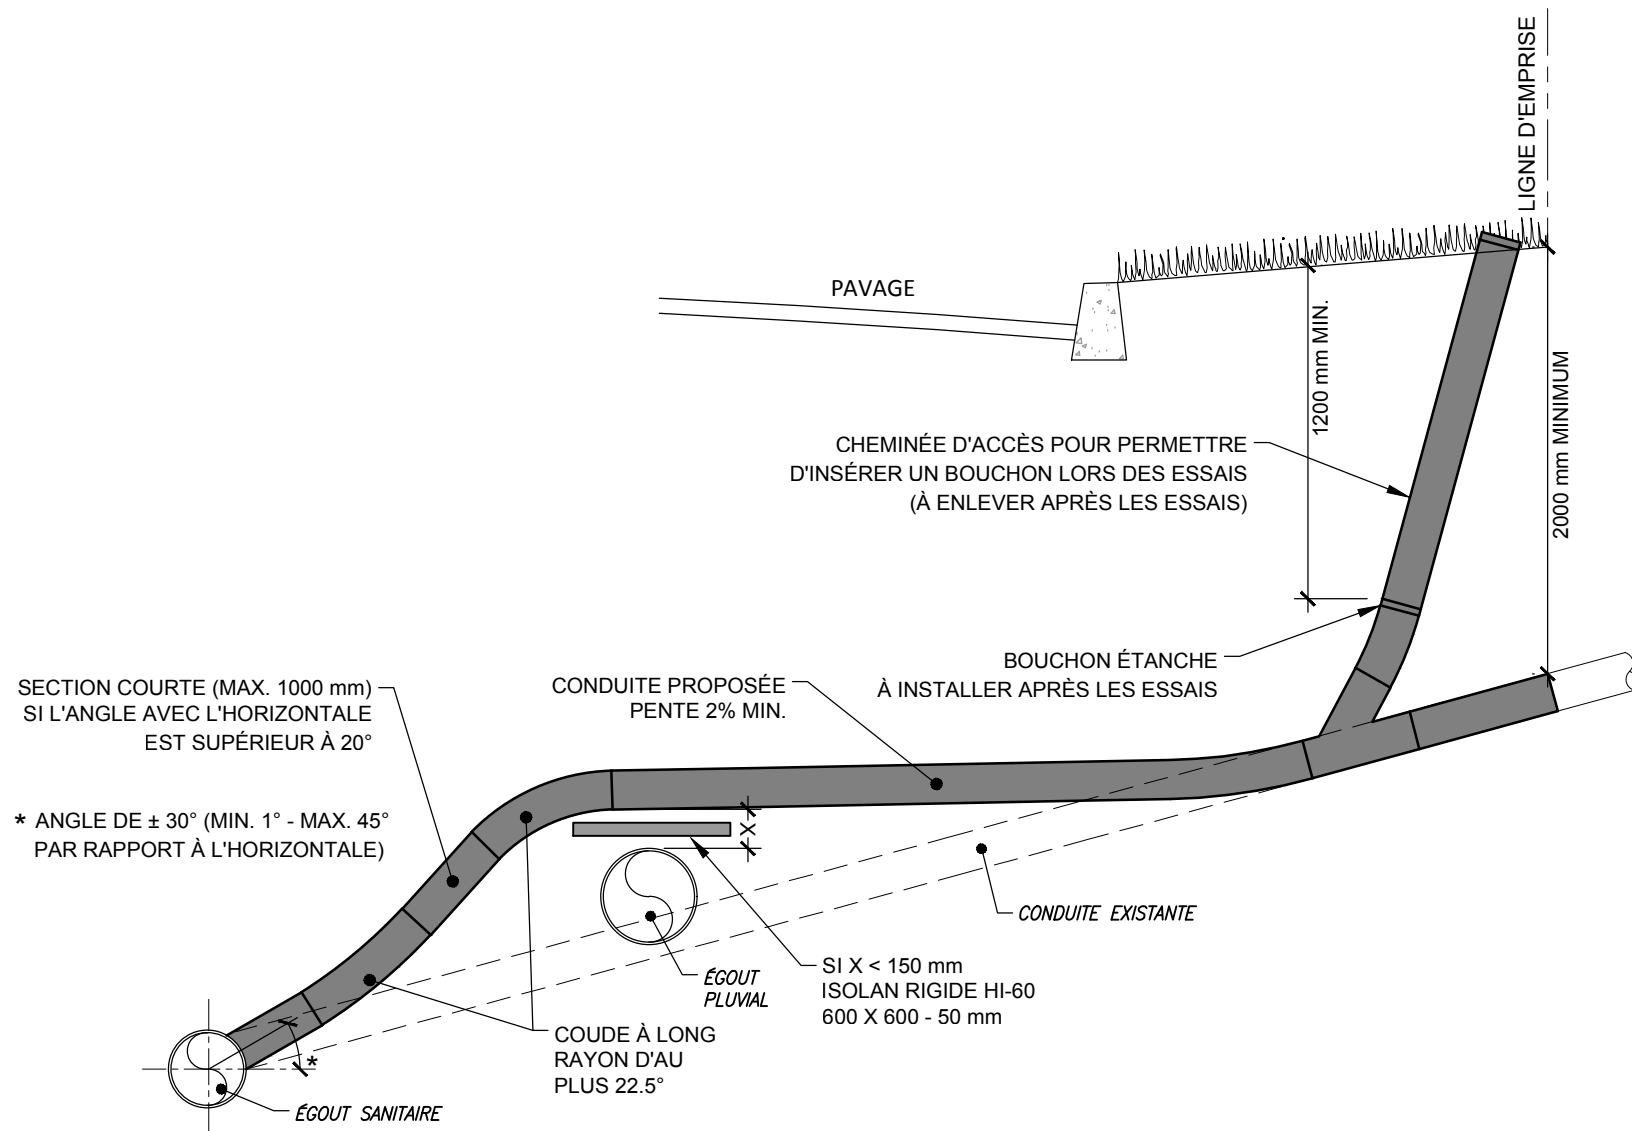 LIGNE D'EMPRISE
PAVAGE
1200 mm MIN.
2000 mm MINIMUM
CHEMINÉE D'ACCÈS POUR PERMETTRE
D'INSÉRER UN BOUCHON LORS DES ESSAIS
(À ENLEVER APRÈS LES ESSAIS)
BOUCHON ÉTANCHE
À INSTALLER APRÈS LES ESSAIS
SECTION COURTE (MAX. 1000 mm)
SI L'ANGLE AVEC L'HORIZONTALE
EST SUPÉRIEUR À 20°
CONDUITE PROPOSÉE
PENTE 2% MIN.
* ANGLE DE ± 30° (MIN. 1° - MAX. 45°
PAR RAPPORT À L'HORIZONTALE)
X
CONDUITE EXISTANTE
ÉGOUT
PLUVIAL
SI X < 150 mm
ISOLAN RIGIDE HI-60
600 X 600 - 50 mm
COUDE À LONG
RAYON D'AU
PLUS 22.5°
*
ÉGOUT SANITAIRE